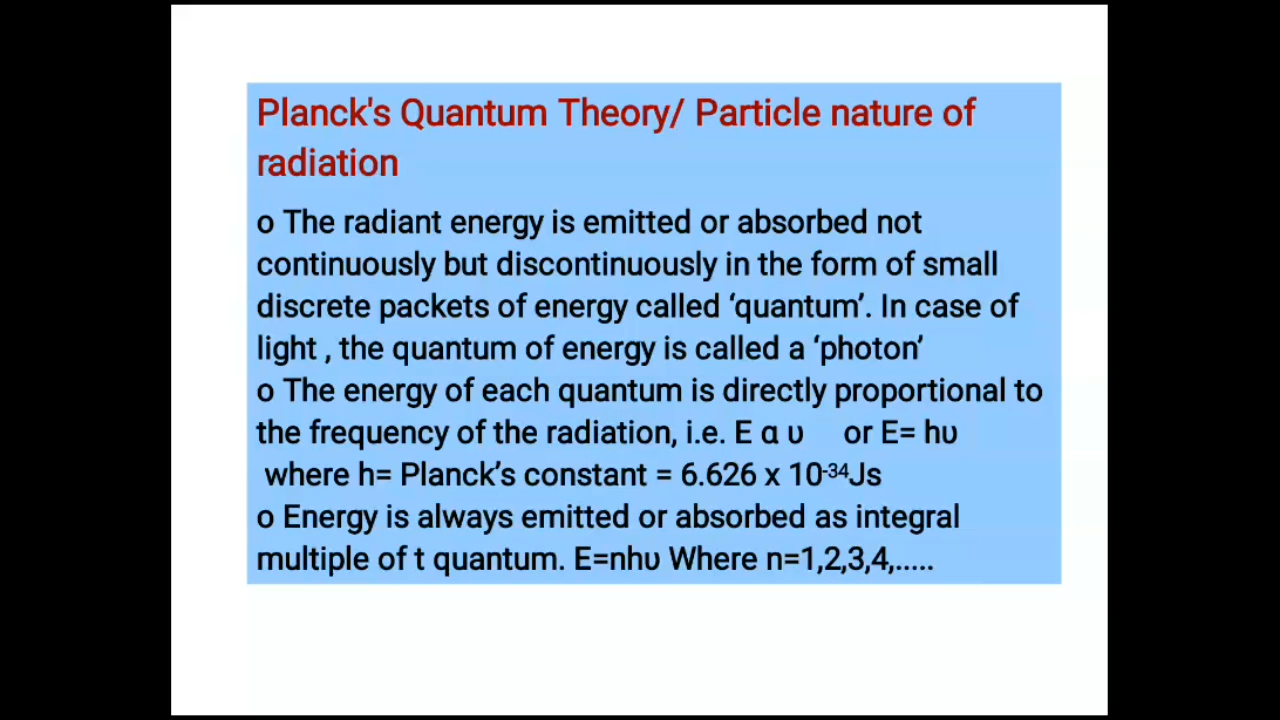 Planck's Quantum Theory/ Particle nature of
radiation
o The radiant energy is emitted or absorbed not
continuously but discontinuously in the form of small
discrete packets of energy called ‘quantum’. In case of
light , the quantum of energy is called a ‘photon’
o The energy of each quantum is directly proportional to
the frequency of the radiation, i.e. E α υ or E= hυ
where h= Planck’s constant = 6.626 x 10⁻³⁴Js
o Energy is always emitted or absorbed as integral
multiple of t quantum. E=nhυ Where n=1,2,3,4,.....